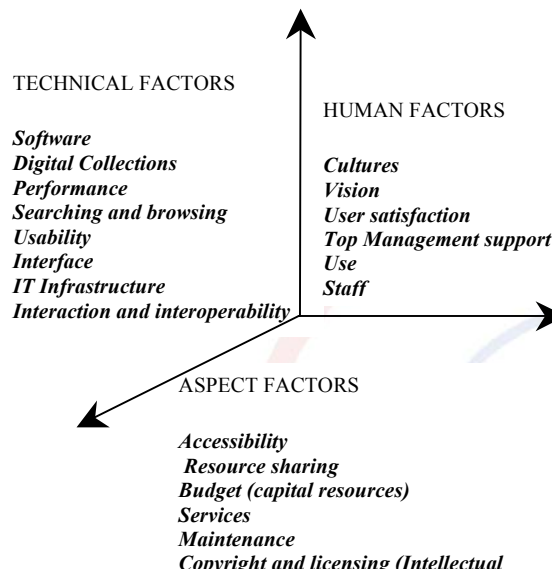 TECHNICAL FACTORS
Software
Digital Collections
Performance
Searching and browsing
Usability
Interface
IT Infrastructure
Interaction and interoperability
HUMAN FACTORS
Cultures
Vision
User satisfaction
Top Management support
Use
Staff
ASPECT FACTORS
Accessibility
Resource sharing
Budget (capital resources)
Services
Maintenance
Copyright and licensing (Intellectual